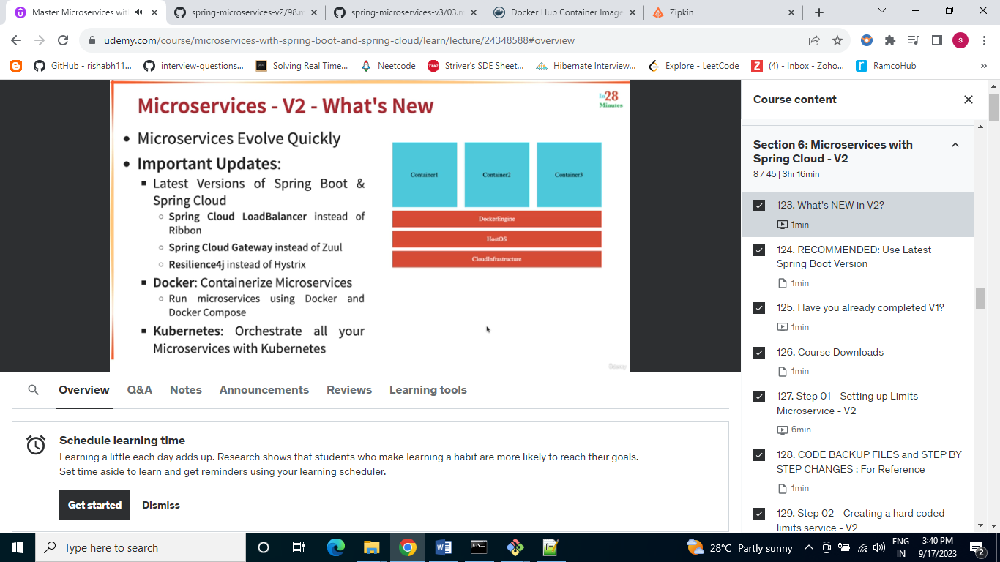 Master Microservices wit
spring-microservices-v2/98.m
spring-microservices-v3/03.m
Docker Hub Container Image
Zipkin
udemy.com/course/microservices-with-spring-boot-and-spring-cloud/learn/lecture/24348588#overview
S
GitHub - rishabh11...
interview-questions...
Solving Real Time...
Neetcode
TUF
Striver's SDE Sheet...
Hibernate Interview...
Explore - LeetCode
(4) - Inbox - Zoho...
RamcoHub
»
Microservices - V2 - What's New
In28
Minutes
• Microservices Evolve Quickly
• Important Updates:
▪ Latest Versions of Spring Boot &
Spring Cloud
○ Spring Cloud LoadBalancer instead of
Ribbon
○ Spring Cloud Gateway instead of Zuul
○ Resilience4j instead of Hystrix
▪ Docker: Containerize Microservices
○ Run microservices using Docker and
Docker Compose
▪ Kubernetes: Orchestrate all your
Microservices with Kubernetes
Container1
Container2
Container3
DockerEngine
HostOS
CloudInfrastructure
Udemy
Overview
Q&A
Notes
Announcements
Reviews
Learning tools
Schedule learning time
Learning a little each day adds up. Research shows that students who make learning a habit are more likely to reach their goals.
Set time aside to learn and get reminders using your learning scheduler.
Get started
Dismiss
Course content
Section 6: Microservices with
Spring Cloud - V2
8 / 45 | 3hr 16min
123. What's NEW in V2?
1min
124. RECOMMENDED: Use Latest
Spring Boot Version
1min
125. Have you already completed V1?
1min
126. Course Downloads
1min
127. Step 01 - Setting up Limits
Microservice - V2
6min
128. CODE BACKUP FILES and STEP BY
STEP CHANGES : For Reference
1min
129. Step 02 - Creating a hard coded
limits service - V2
Type here to search
28°C Partly sunny
ENG
IN
3:40 PM
9/17/2023
2